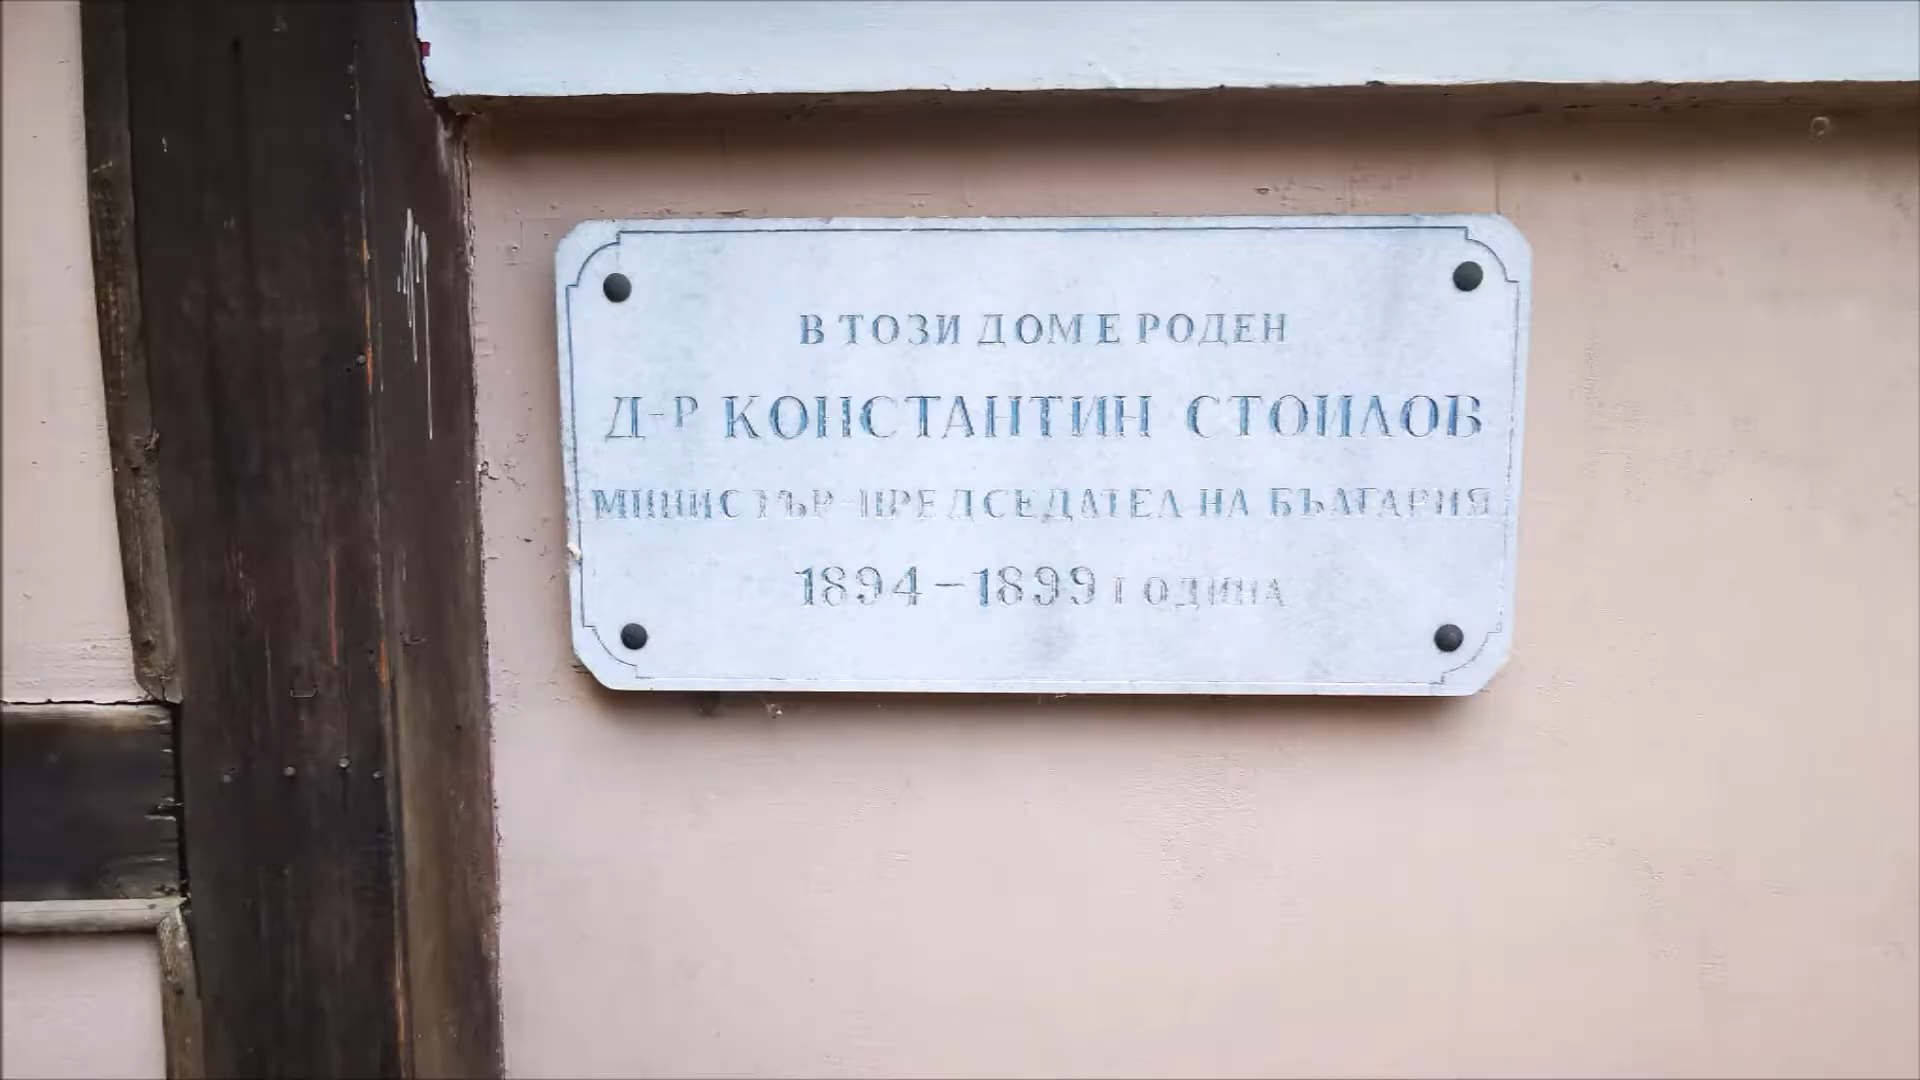 В ТОЗИ ДОМ Е РОДЕН
Д-Р КОНСТАНТИН СТОИЛОВ
МИНИСТЪР-ПРЕДСЕДАТЕЛ НА БЪЛГАРИЯ
1894-1899 ГОДИНА